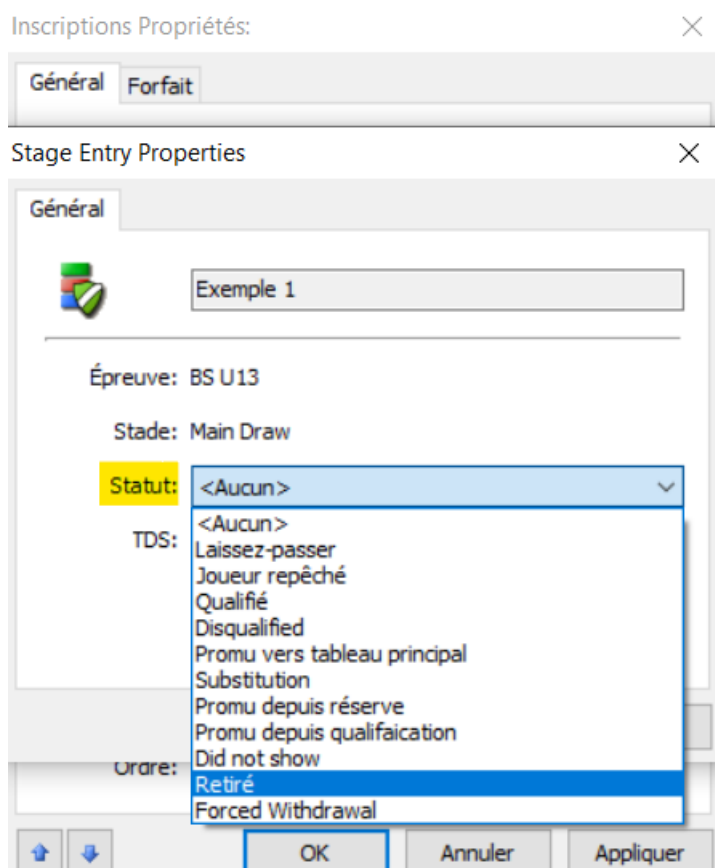 Inscriptions Propriétés:
Général Forfait
Stage Entry Properties
Général
Exemple 1
Épreuve: BS U13
Stade: Main Draw
Statut: <Aucun>
TDS:
<Aucun>
Laissez-passer
Joueur repêché
Qualifié
Disqualified
Promu vers tableau principal
Substitution
Promu depuis réserve
Promu depuis qualifaication
Did not show
Ordre:
Retiré
Forced Withdrawal
OK Annuler Appliquer